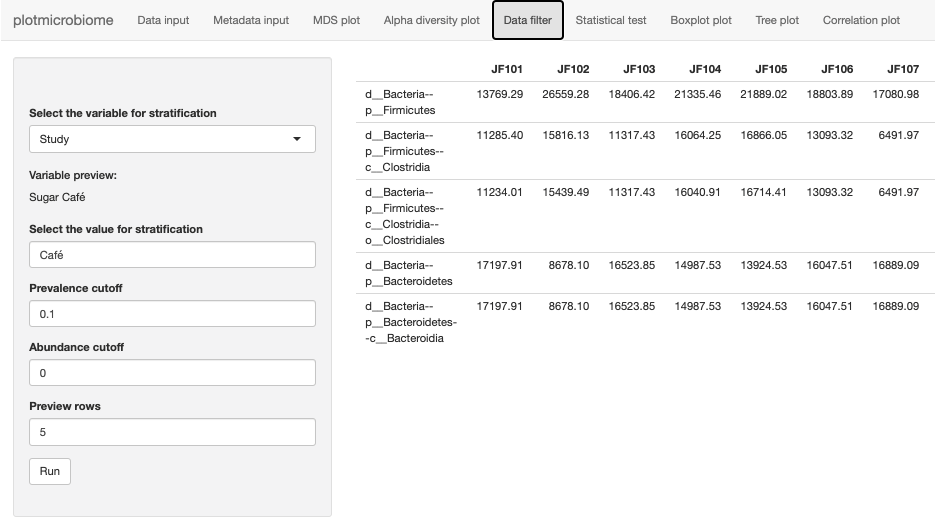 plotmicrobiome Data input Metadata input MDS plot Alpha diversity plot Data filter Statistical test Boxplot plot Tree plot Correlation plot
Select the variable for stratification
Study
Variable preview:
Sugar Café
Select the value for stratification
Café
Prevalence cutoff
0.1
Abundance cutoff
0
Preview rows
5
Run
JF101 JF102 JF103 JF104 JF105 JF106 JF107
d__Bacteria-- 13769.29 26559.28 18406.42 21335.46 21889.02 18803.89 17080.98
p__Firmicutes
d__Bacteria-- 11285.40 15816.13 11317.43 16064.25 16866.05 13093.32 6491.97
p__Firmicutes--
c__Clostridia
d__Bacteria-- 11234.01 15439.49 11317.43 16040.91 16714.41 13093.32 6491.97
p__Firmicutes--
c__Clostridia--
o__Clostridiales
d__Bacteria-- 17197.91 8678.10 16523.85 14987.53 13924.53 16047.51 16889.09
p__Bacteroidetes
d__Bacteria-- 17197.91 8678.10 16523.85 14987.53 13924.53 16047.51 16889.09
p__Bacteroidetes-
-c__Bacteroidia